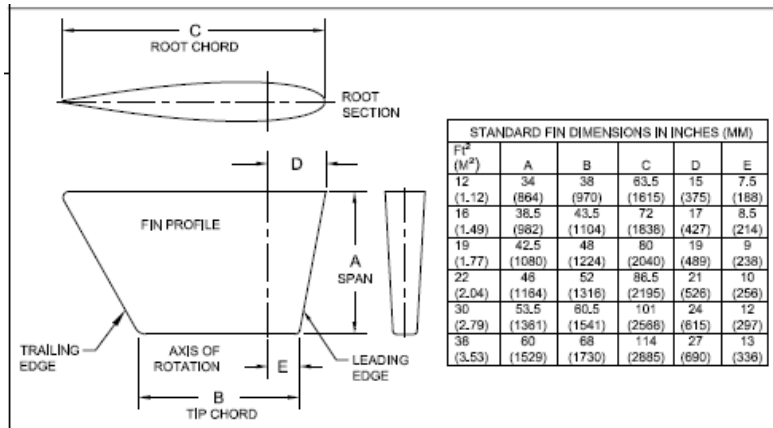 C
ROOT CHORD
ROOT
SECTION
D
FIN PROFILE
A
SPAN
TRAILING
EDGE
AXIS OF
ROTATION
E
LEADING
EDGE
B
TIP CHORD
STANDARD FIN DIMENSIONS IN INCHES (MM)
Ft² (M²) A B C D E
12 34 38 63.5 15 7.5
(1.12) (864) (970) (1615) (375) (188)
16 38.5 43.5 72 17 8.5
(1.49) (982) (1104) (1838) (427) (214)
19 42.5 48 80 19 9
(1.77) (1080) (1224) (2040) (489) (238)
22 46 52 86.5 21 10
(2.04) (1164) (1316) (2195) (526) (256)
30 53.5 60.5 101 24 12
(2.79) (1361) (1541) (2568) (615) (297)
38 60 68 114 27 13
(3.53) (1529) (1730) (2885) (690) (336)